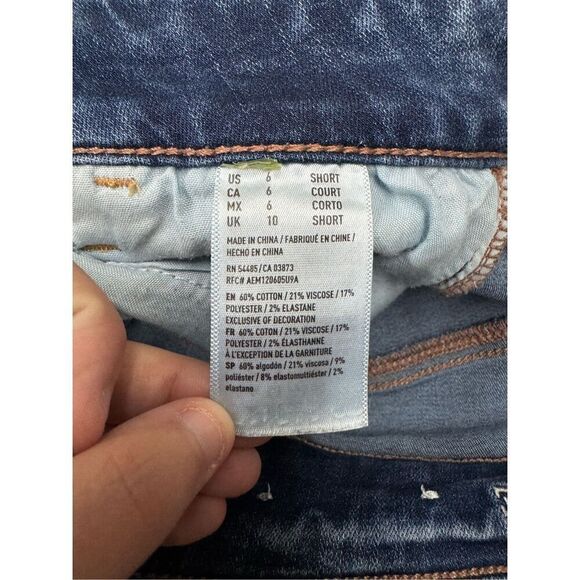 US 6 SHORT
CA 6 COURT
MX 6 CORTO
UK 10 SHORT
MADE IN CHINA / FABRIQUÉ EN CHINE /
HECHO EN CHINA
RN 54485 / CA 03873
RFC# AEM120605U9A
EN 60% COTTON / 21% VISCOSE / 17%
POLYESTER / 2% ELASTANE
EXCLUSIVE OF DECORATION
FR 60% COTON / 21% VISCOSE / 17%
POLYESTER / 2% ÉLASTHANNE
À L'EXCEPTION DE LA GARNITURE
SP 60% algodón / 21% viscosa / 9%
poliéster / 8% elastomultiéster / 2%
elastano